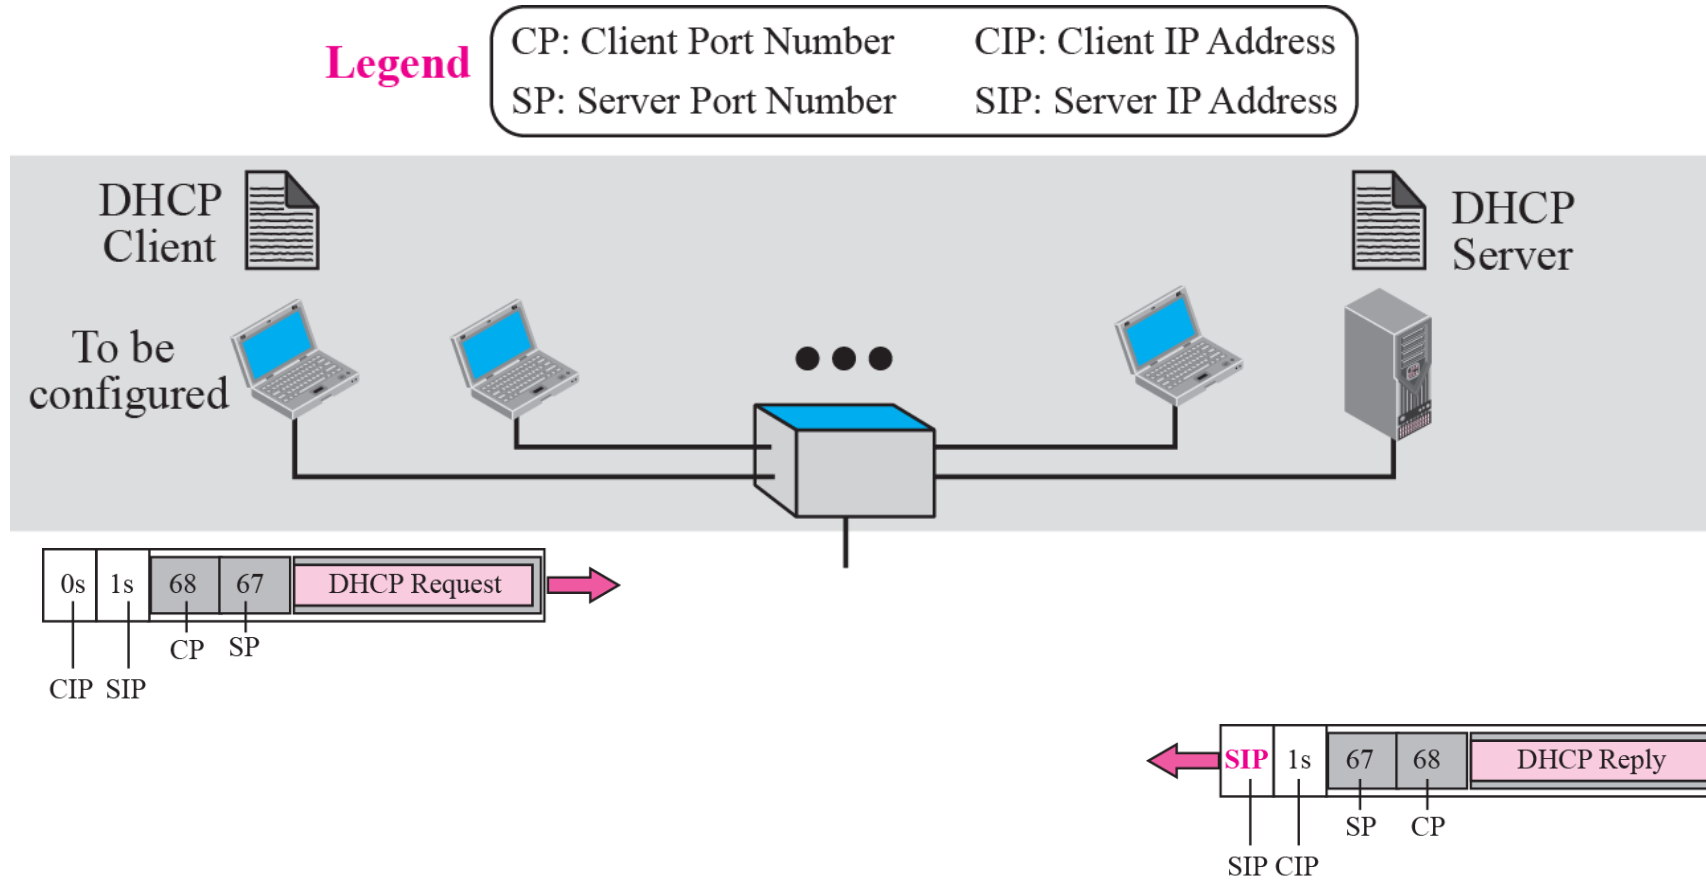 Legend
CP: Client Port Number
CIP: Client IP Address
SP: Server Port Number
SIP: Server IP Address
DHCP
Client
DHCP
Server
To be
configured
0s 1s 68 67 DHCP Request
CP SP
CIP SIP
SIP 1s 67 68 DHCP Reply
SP CP
SIP CIP